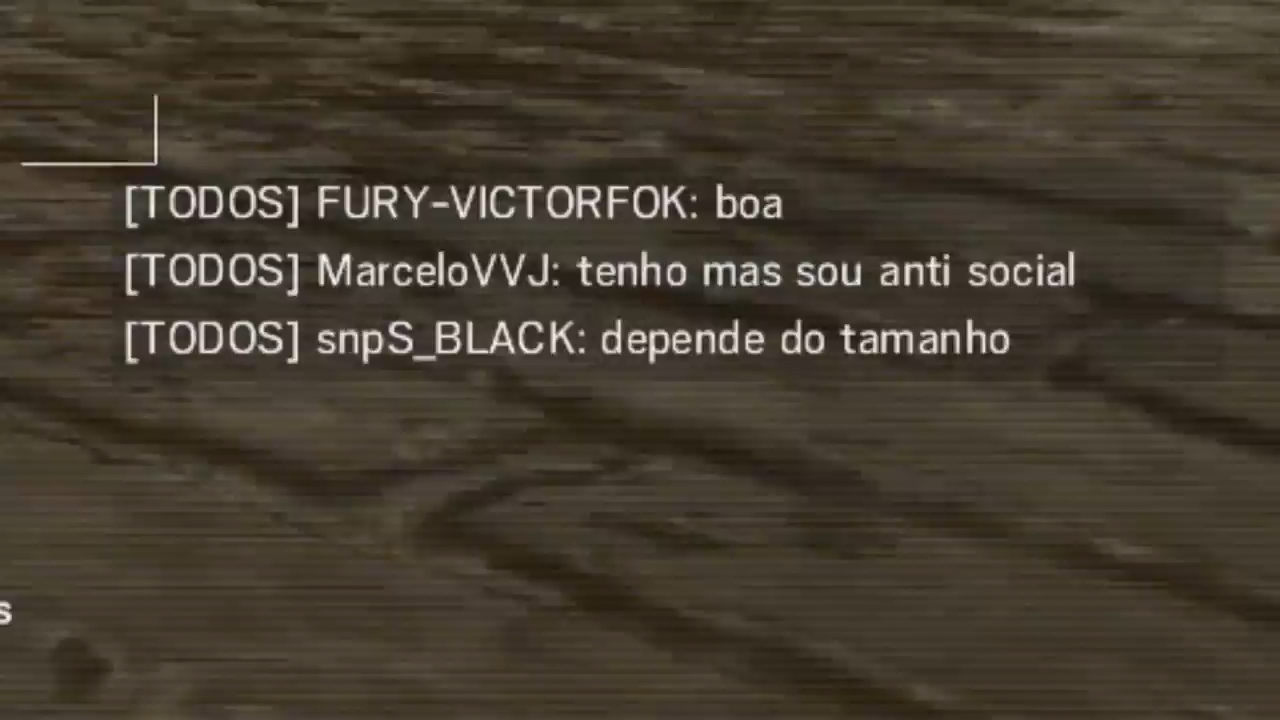 [TODOS] FURY-VICTORFOK: boa
[TODOS] MarceloVVJ: tenho mas sou anti social
[TODOS] snpS_BLACK: depende do tamanho
s